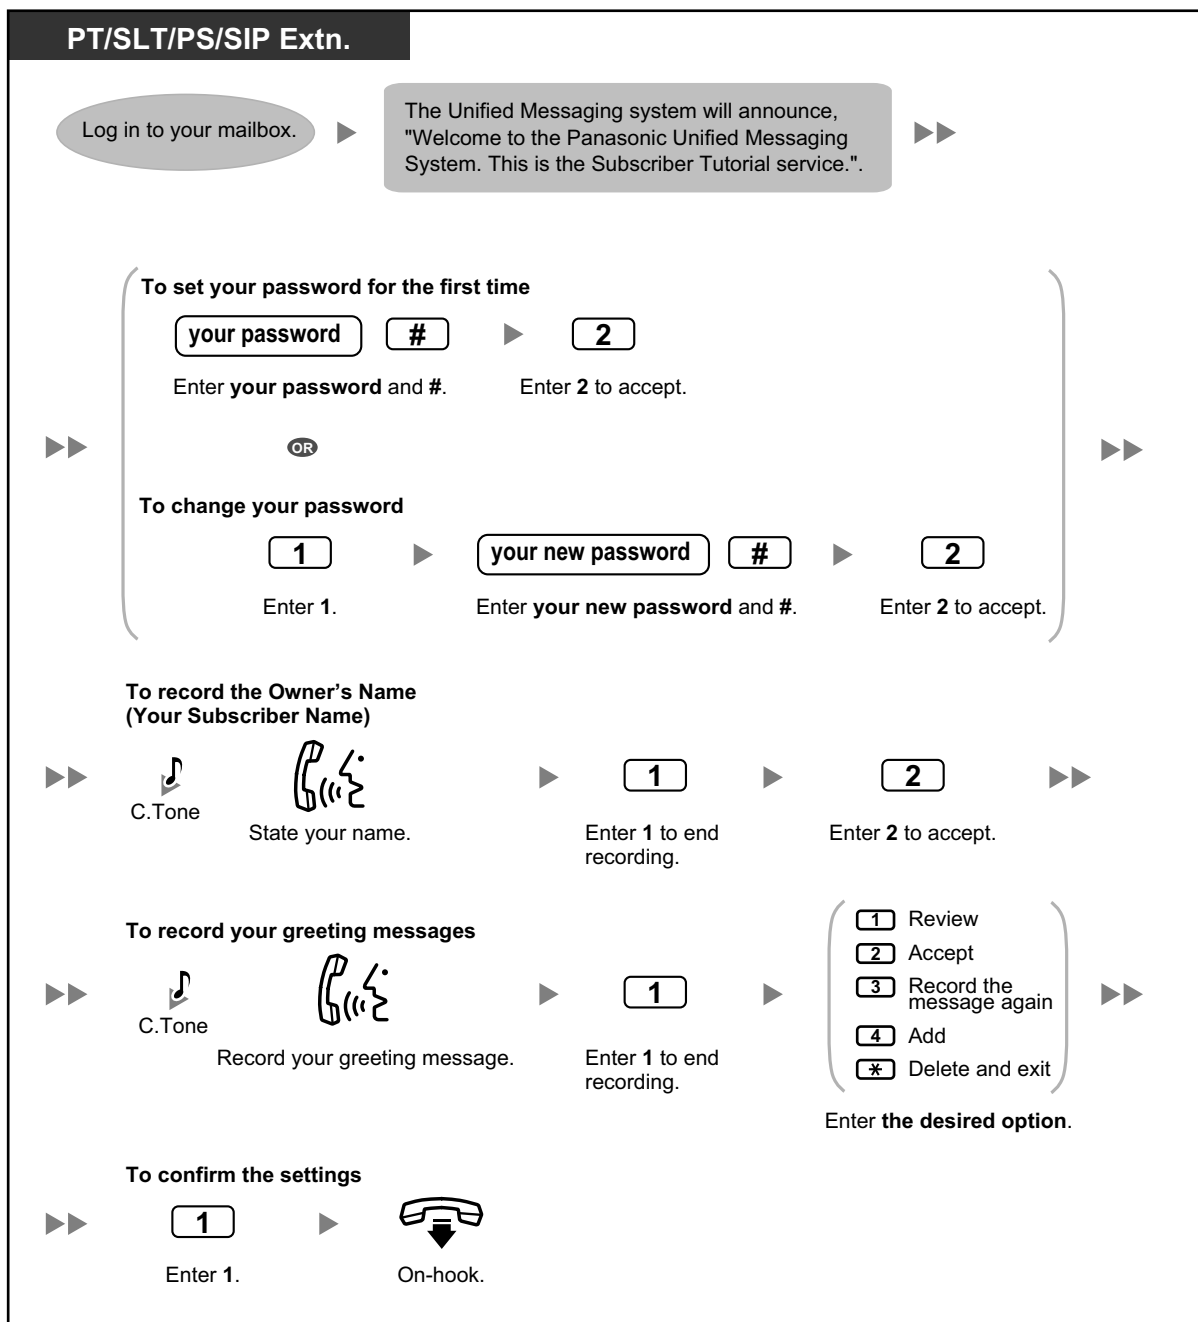 PT/SLT/PS/SIP Extn.
Log in to your mailbox.
The Unified Messaging system will announce,
"Welcome to the Panasonic Unified Messaging
System. This is the Subscriber Tutorial service.".
To set your password for the first time
your password # 2
Enter your password and #. Enter 2 to accept.
OR
To change your password
1 your new password # 2
Enter 1. Enter your new password and #. Enter 2 to accept.
To record the Owner's Name
(Your Subscriber Name)
1 2
C.Tone
State your name. Enter 1 to end
recording. Enter 2 to accept.
To record your greeting messages
C.Tone
Record your greeting message.
1
Enter 1 to end
recording.
1 Review
2 Accept
3 Record the
message again
4 Add
* Delete and exit
Enter the desired option.
To confirm the settings
1
Enter 1. On-hook.